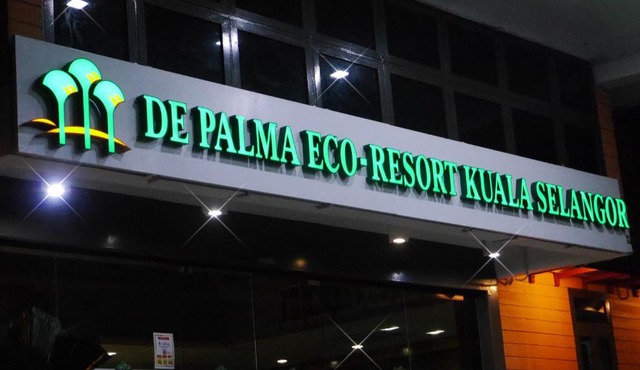 DE PALMA ECO-RESORT KUALA SELANGOR